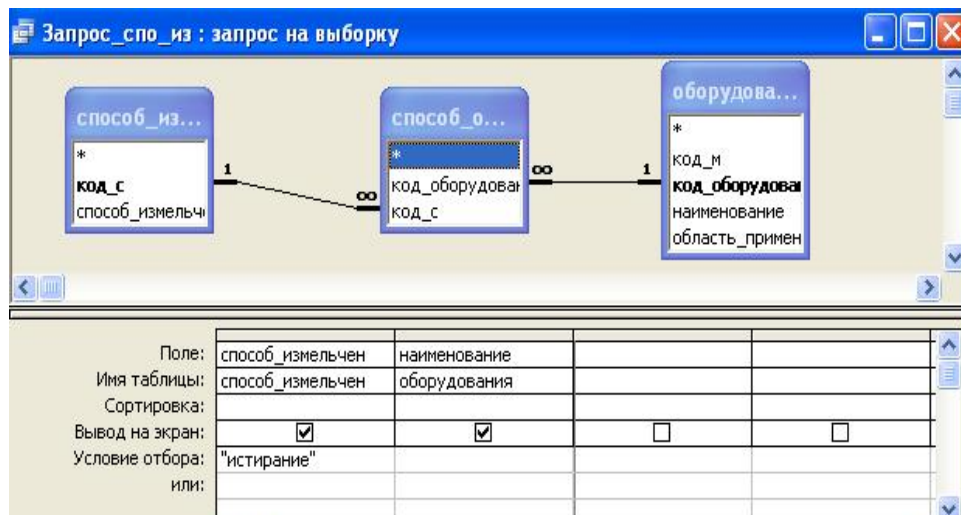 Запрос_спо_из : запрос на выборку
способ_из...
*
код_с
способ_измельч
1
∞
способ_о...
*
код_оборудован
код_с
∞
1
оборудова...
*
код_м
код_оборудова
наименование
область_примен
Поле: способ_измельчен наименование
Имя таблицы: способ_измельчен оборудования
Сортировка:
Вывод на экран:
Условие отбора: "истирание"
или: